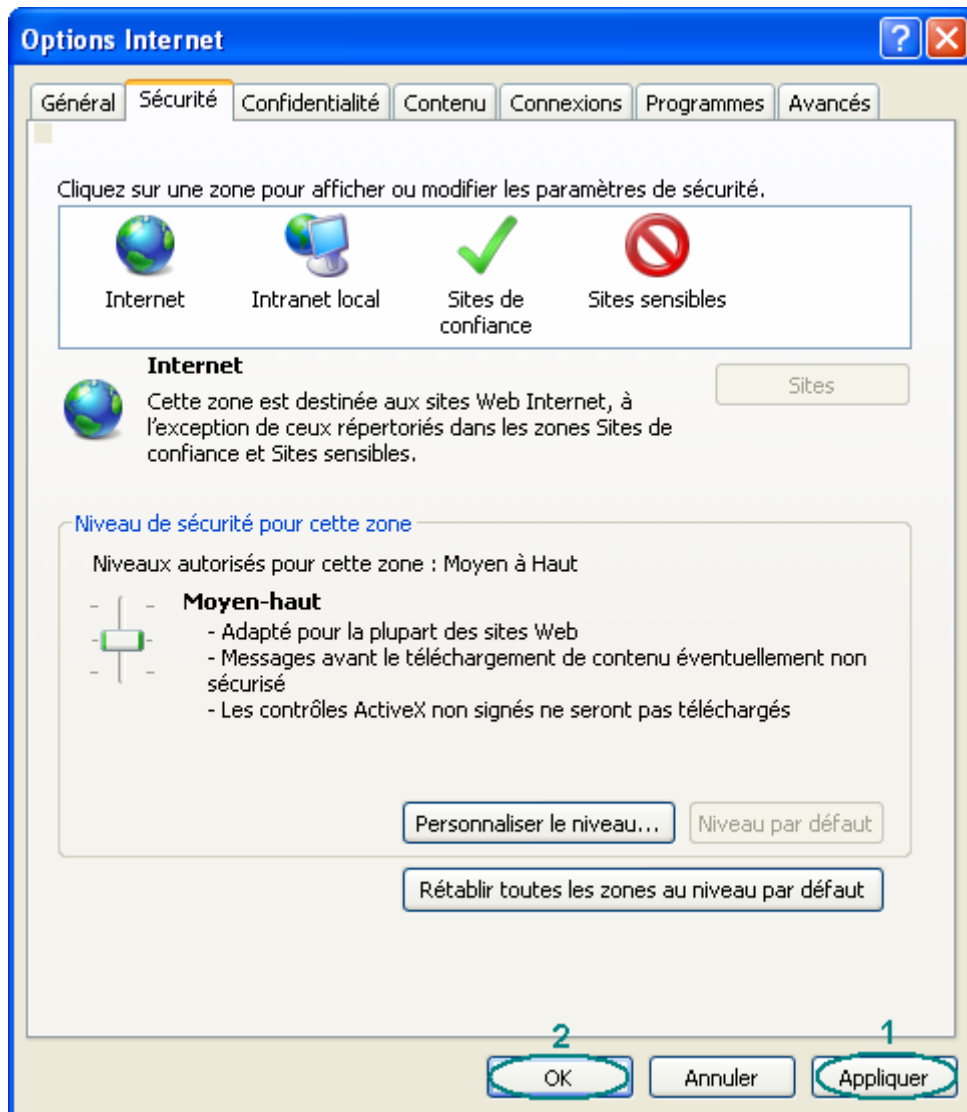 Options Internet
Général Sécurité Confidentialité Contenu Connexions Programmes Avancés
Cliquez sur une zone pour afficher ou modifier les paramètres de sécurité.
Internet Intranet local Sites de confiance Sites sensibles
Internet
Sites
Cette zone est destinée aux sites Web Internet, à
l'exception de ceux répertoriés dans les zones Sites de
confiance et Sites sensibles.
Niveau de sécurité pour cette zone
Niveaux autorisés pour cette zone : Moyen à Haut
Moyen-haut
- Adapté pour la plupart des sites Web
- Messages avant le téléchargement de contenu éventuellement non
sécurisé
- Les contrôles ActiveX non signés ne seront pas téléchargés
Personnaliser le niveau... Niveau par défaut
Rétablir toutes les zones au niveau par défaut
2 1
OK Annuler Appliquer